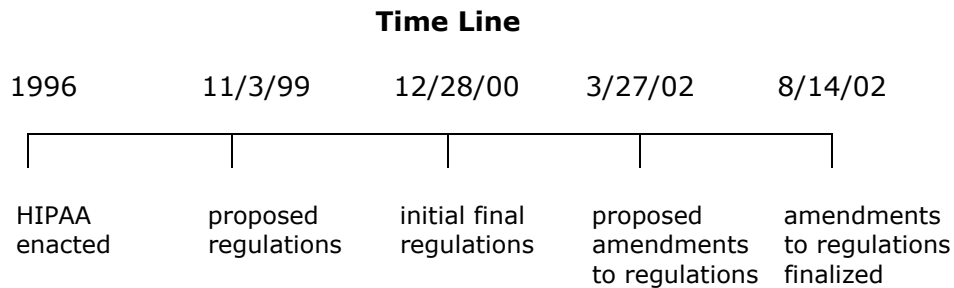 Time Line
1996 11/3/99 12/28/00 3/27/02 8/14/02
HIPAA enacted
proposed regulations
initial final regulations
proposed amendments to regulations
amendments to regulations finalized